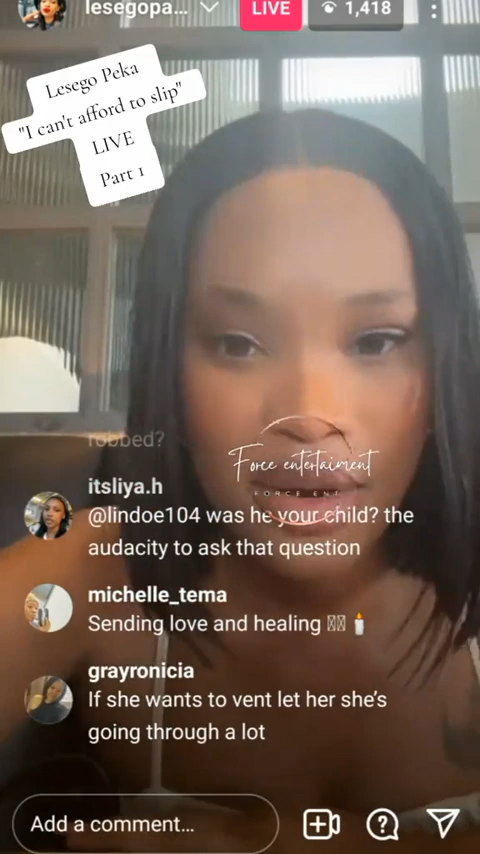 lesegopa...
LIVE
1,418
Lesego Peka
"I can't afford to slip"
LIVE
Part 1
robbed?
Force entertaiment
FORCE ENT
itsliya.h
@lindoe104 was he your child? the
audacity to ask that question
michelle_tema
Sending love and healing 🕯️
grayronicia
If she wants to vent let her she's
going through a lot
Add a comment...